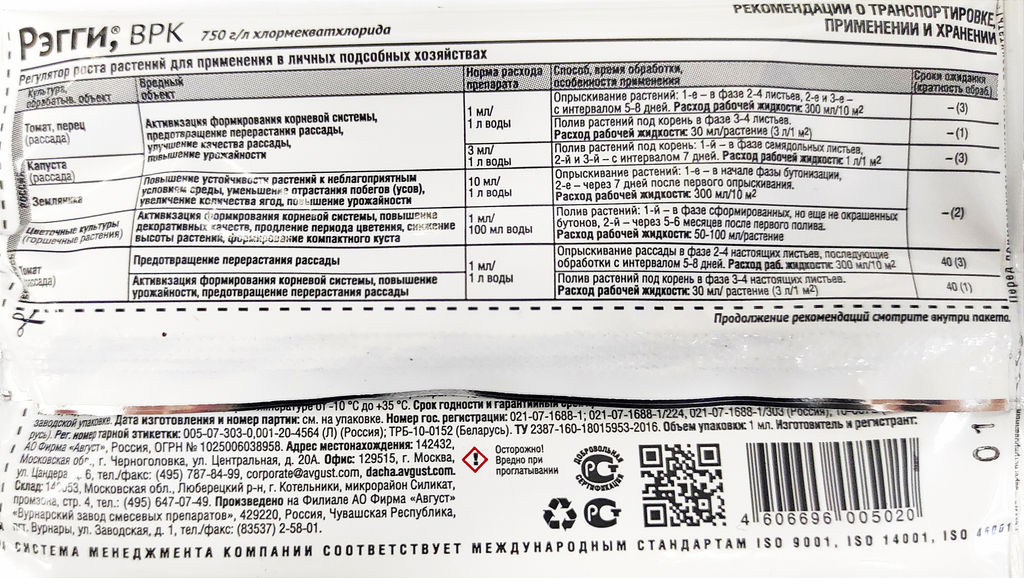 РЕКОМЕНДАЦИИ О ТРАНСПОРТИРОВКЕ,
ПРИМЕНЕНИИ И ХРАНЕНИИ
Рэгги®, ВРК 750 г/л хлормекватхлорида
Регулятор роста растений для применения в личных подсобных хозяйствах
Культура, обрабатыв. объект
Вредный объект
Норма расхода препарата
Способ, время обработки, особенности применения
Сроки ожидания (кратность обраб.)
Томат, перец
(рассада)
Активизация формирования корневой системы,
предотвращение перерастания рассады,
улучшение качества рассады,
повышение урожайности
1 мл/
1 л воды
Опрыскивание растений: 1-е – в фазе 2-4 листьев, 2-е и 3-е –
с интервалом 5-8 дней. Расход рабочей жидкости: 300 мл/10 м²
– (3)
Полив растений под корень в фазе 3-4 листьев.
Расход рабочей жидкости: 30 мл/растение (3 л/1 м²)
– (1)
Капуста
(рассада)
3 мл/
1 л воды
Полив растений под корень: 1-й – в фазе семядольных листьев,
2-й и 3-й – с интервалом 7 дней. Расход рабочей жидкости: 1 л/1 м²
– (3)
Земляника
Повышение устойчивости растений к неблагоприятным
условиям среды, уменьшение отрастания побегов (усов),
увеличение количества ягод, повышение урожайности
10 мл/
1 л воды
Опрыскивание растений: 1-е – в начале фазы бутонизации,
2-е – через 7 дней после первого опрыскивания.
Расход рабочей жидкости: 300 мл/10 м²
– (2)
Цветочные культуры
(горшечные растения)
Активизация формирования корневой системы, повышение
декоративных качеств, продление периода цветения, снижение
высоты растений, формирование компактного куста
1 мл/
100 мл воды
Полив растений: 1-й – в фазе сформированных, но еще не окрашенных
бутонов, 2-й – через 5-6 месяцев после первого полива.
Расход рабочей жидкости: 50-100 мл/растение
Томат
(рассада)
Предотвращение перерастания рассады
1 мл/
1 л воды
Опрыскивание рассады в фазе 2-4 настоящих листьев, последующие
обработки с интервалом 5-8 дней. Расход раб. жидкости: 300 мл/10 м²
40 (3)
Активизация формирования корневой системы, повышение
урожайности, предотвращение перерастания рассады
Полив растений под корень в фазе 3-4 настоящих листьев.
Расход рабочей жидкости: 30 мл/ растение (3 л/1 м²)
40 (1)
Продолжение рекомендаций смотрите внутри пакета.
от -10 °С до +35 °С. Срок годности и гарантийный
заводской упаковке. Дата изготовления и номер партии: см. на упаковке. Номер гос. регистрации: 021-07-1688-1; 021-07-1688-1/224, 021-07-1688-1/303 (Россия),
русь). Рег. номер тарной этикетки: 005-07-303-0,001-20-4564 (Л) (Россия); ТРБ-10-0152 (Беларусь). ТУ 2387-160-18015953-2016. Объем упаковки: 1 мл. Изготовитель и регистрант:
АО Фирма «Август», Россия, ОГРН № 1025006038958. Адрес местонахождения: 142432,
Московская об., г. Черноголовка, ул. Центральная, д. 20А. Офис: 129515, г. Москва,
ул. Цандера, 6, тел./факс: (495) 787-84-99, corporate@avgust.com, dacha.avgust.com.
Склад: Московская обл., Люберецкий р-н, г. Котельники, микрорайон Силикат,
промзона, стр. 4, тел.: (495) 647-07-49. Произведено на Филиале АО Фирма «Август»
«Вурнарский завод смесевых препаратов», 429220, Россия, Чувашская Республика,
пгт. Вурнары, ул. Заводская, д. 1, тел./факс: (83537) 2-58-01.
Осторожно!
Вредно при
проглатывании
ДОБРОВОЛЬНАЯ
СЕРТИФИКАЦИЯ
4 606696 005020
01
СИСТЕМА МЕНЕДЖМЕНТА КОМПАНИИ СООТВЕТСТВУЕТ МЕЖДУНАРОДНЫМ СТАНДАРТАМ ISO 9001, ISO 14001, ISO 45001